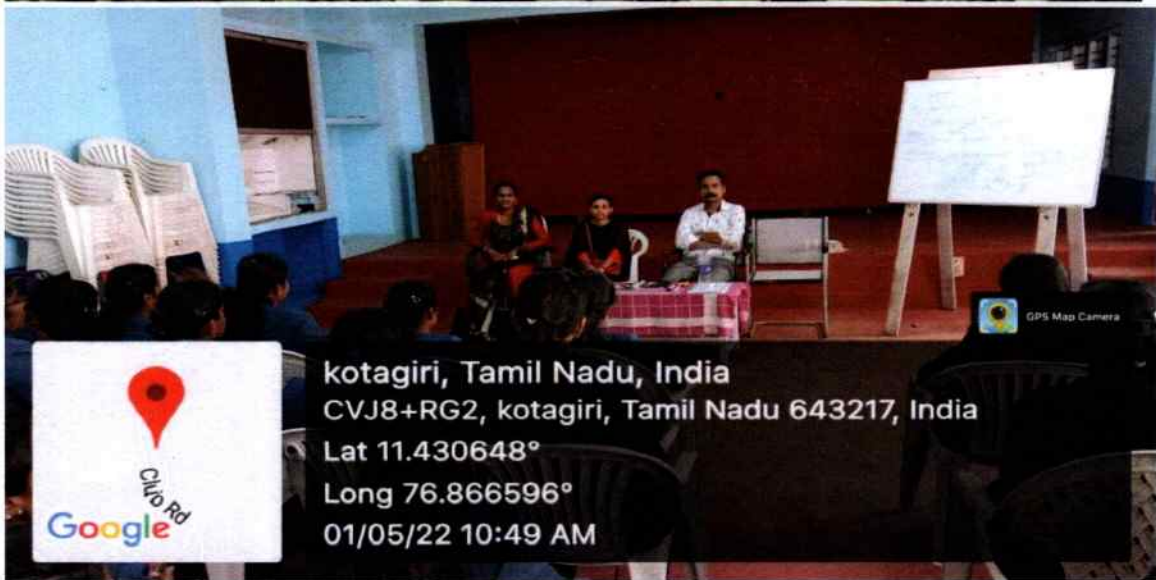 GPS Map Camera
kotagiri, Tamil Nadu, India
CVJ8+RG2, kotagiri, Tamil Nadu 643217, India
Lat 11.430648°
Long 76.866596°
01/05/22 10:49 AM
Club Rd
Google